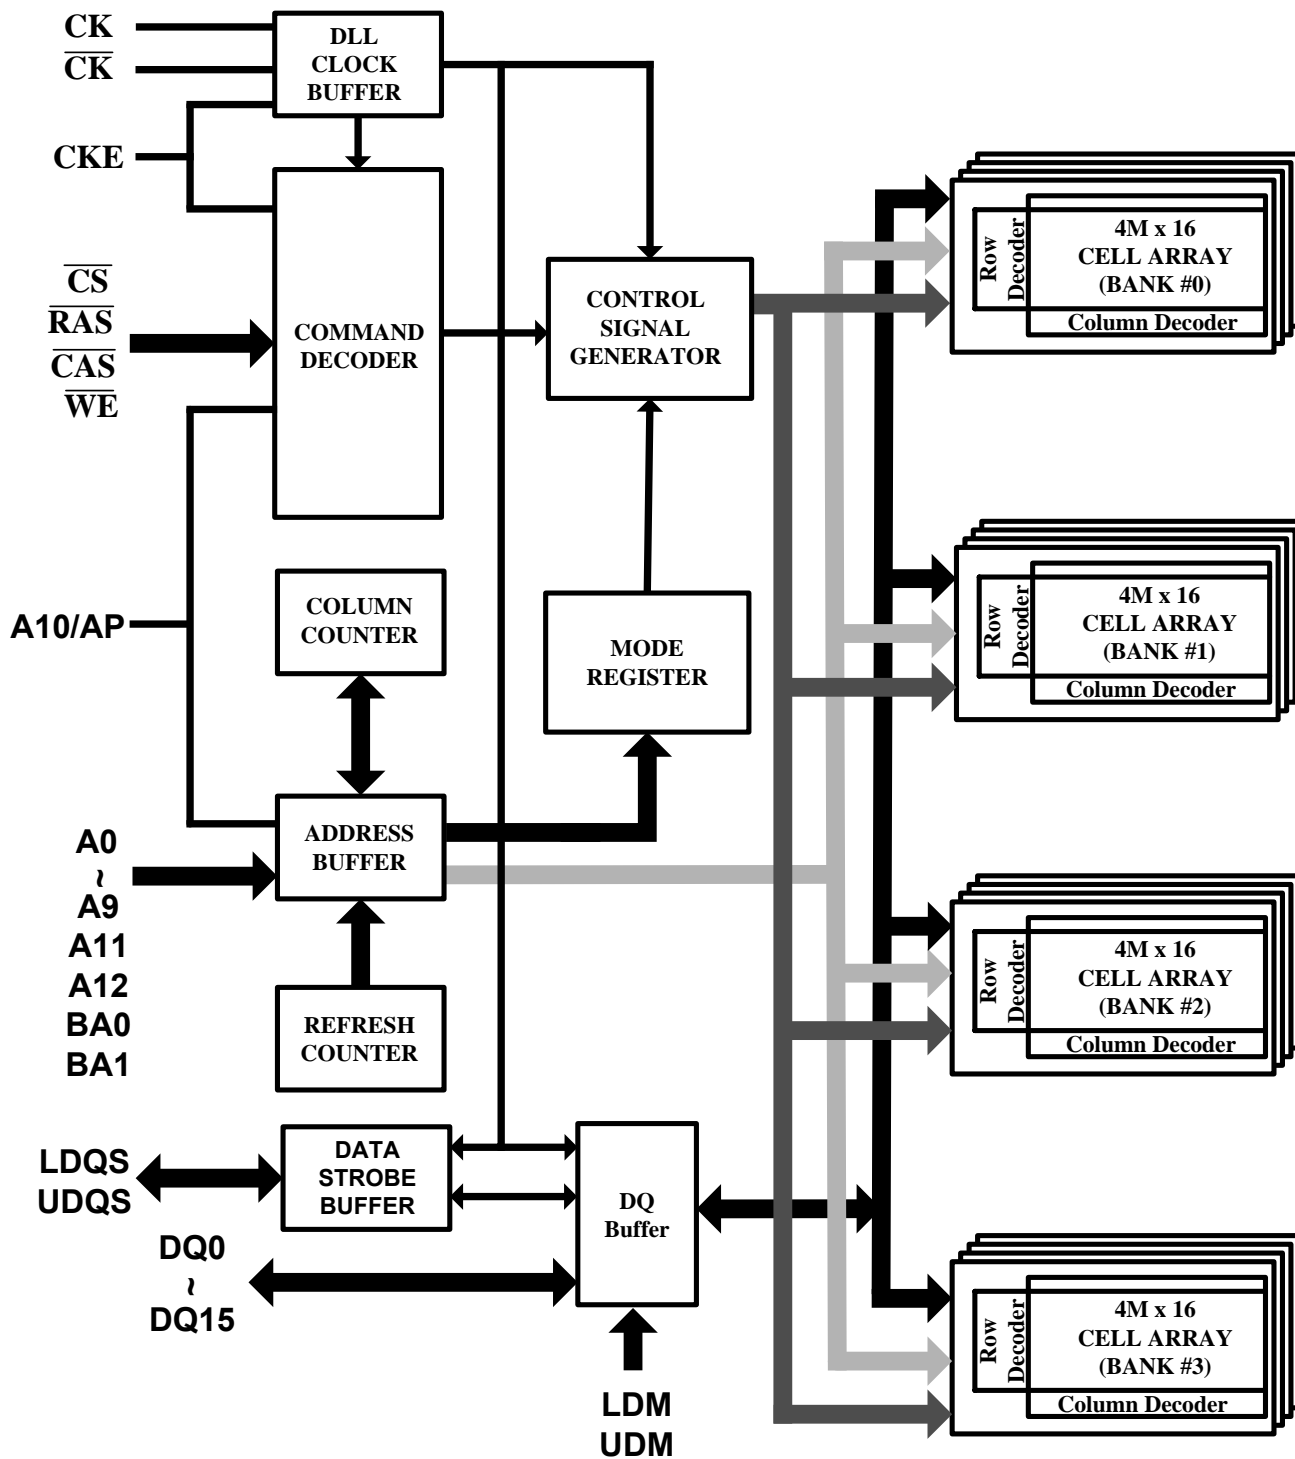 CK
CK
CKE
CS
RAS
CAS
WE
A10/AP
A0
~
A9
A11
A12
BA0
BA1
LDQS
UDQS
DQ0
~
DQ15
DLL
CLOCK
BUFFER
COMMAND
DECODER
COLUMN
COUNTER
ADDRESS
BUFFER
REFRESH
COUNTER
DATA
STROBE
BUFFER
CONTROL
SIGNAL
GENERATOR
MODE
REGISTER
DQ
Buffer
LDM
UDM
Row
Decoder
4M x 16
CELL ARRAY
(BANK #0)
Column Decoder
Row
Decoder
4M x 16
CELL ARRAY
(BANK #1)
Column Decoder
Row
Decoder
4M x 16
CELL ARRAY
(BANK #2)
Column Decoder
Row
Decoder
4M x 16
CELL ARRAY
(BANK #3)
Column Decoder